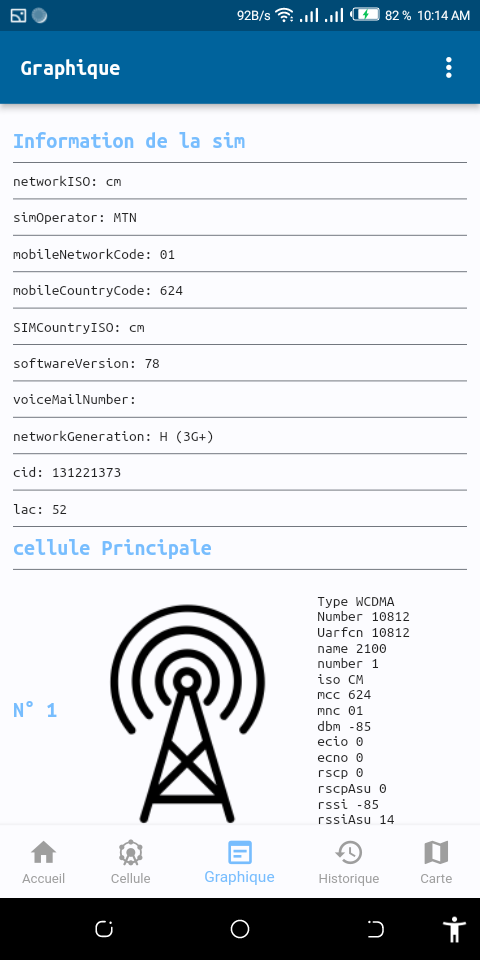 92B/s 82 % 10:14 AM
Graphique
Information de la sim
networkISO: cm
simOperator: MTN
mobileNetworkCode: 01
mobileCountryCode: 624
SIMCountryISO: cm
softwareVersion: 78
voiceMailNumber:
networkGeneration: H (3G+)
cid: 131221373
lac: 52
cellule Principale
N° 1
Type WCDMA
Number 10812
Uarfcn 10812
name 2100
number 1
iso CM
mcc 624
mnc 01
dbm -85
ecio 0
ecno 0
rscp 0
rscpAsu 0
rssi -85
rssiAsu 14
Accueil Cellule Graphique Historique Carte